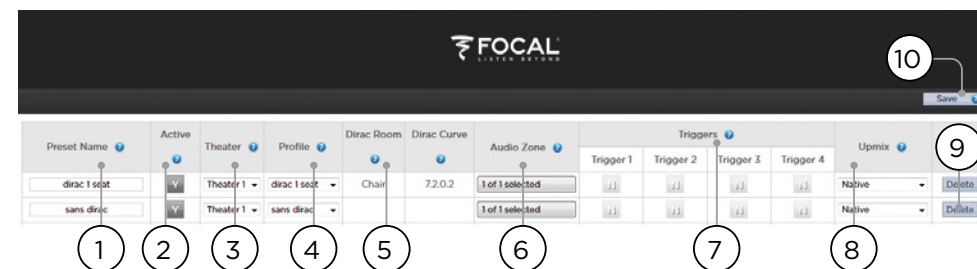 FOCAL
LISTEN BEYOND
10
Save ?
Preset Name ? Active ? Theater ? Profile ? Dirac Room ? Dirac Curve ? Audio Zone ? Triggers ? Upmix ?
Trigger 1 Trigger 2 Trigger 3 Trigger 4
9
dirac 1 seat Y Theater 1 dirac 1 seat Chair 7.2.0.2 1 of 1 selected Native Delete
sans dirac Y Theater 1 sans dirac 1 of 1 selected Native Delete
1 2 3 4 5 6 7 8